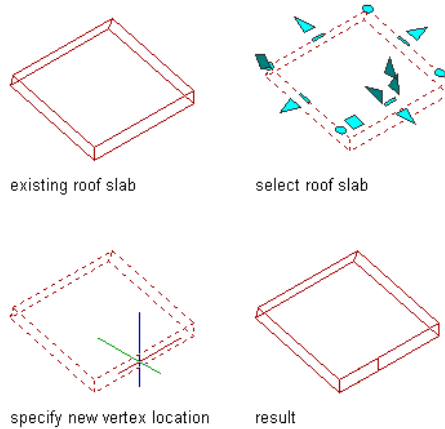 existing roof slab
select roof slab
specify new vertex location
result